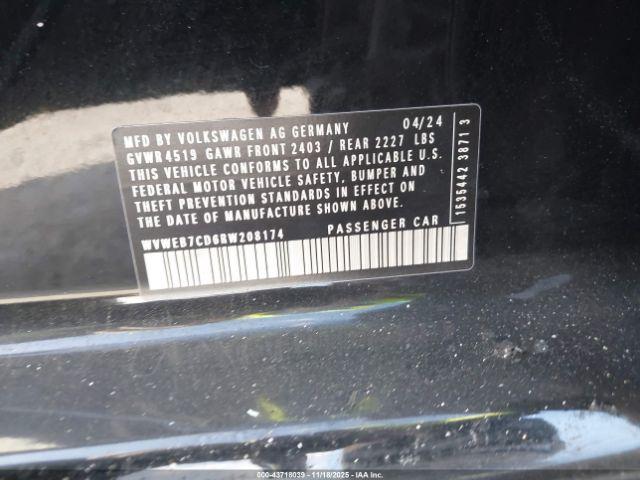 MFD BY VOLKSWAGEN AG GERMANY 04/24
GVWR 4519 GAWR FRONT 2403 / REAR 2227 LBS
THIS VEHICLE CONFORMS TO ALL APPLICABLE U.S.
FEDERAL MOTOR VEHICLE SAFETY, BUMPER AND
THEFT PREVENTION STANDARDS IN EFFECT ON
THE DATE OF MANUFACTURE SHOWN ABOVE.
WVWEB7CD6RW208174 PASSENGER CAR
1536442 3871 3
000-43718039 - 11/18/2025 - IAA Inc.